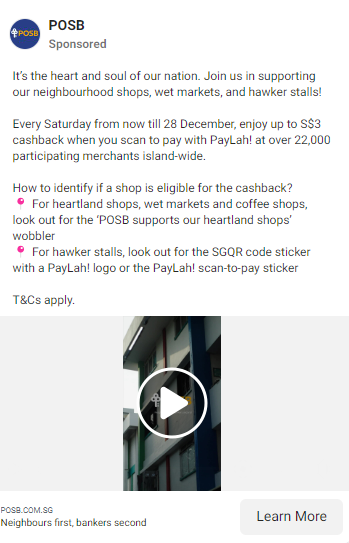 POSB
POSB
Sponsored
It's the heart and soul of our nation. Join us in supporting
our neighbourhood shops, wet markets, and hawker stalls!
Every Saturday from now till 28 December, enjoy up to S$3
cashback when you scan to pay with PayLah! at over 22,000
participating merchants island-wide.
How to identify if a shop is eligible for the cashback?
📍 For heartland shops, wet markets and coffee shops,
look out for the ‘POSB supports our heartland shops’
wobbler
📍 For hawker stalls, look out for the SGQR code sticker
with a PayLah! logo or the PayLah! scan-to-pay sticker
T&Cs apply.
POSB.COM.SG
Neighbours first, bankers second
Learn More